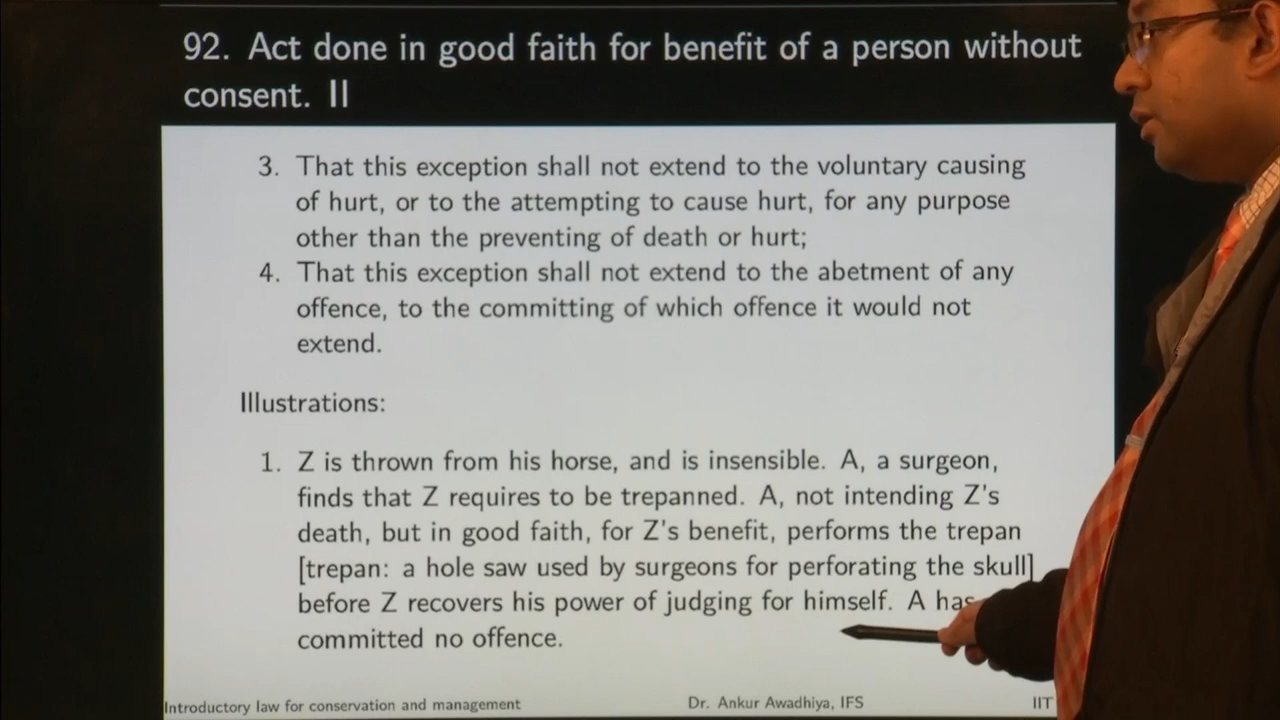 92. Act done in good faith for benefit of a person without
consent. II
3. That this exception shall not extend to the voluntary causing
of hurt, or to the attempting to cause hurt, for any purpose
other than the preventing of death or hurt;
4. That this exception shall not extend to the abetment of any
offence, to the committing of which offence it would not
extend.
Illustrations:
1. Z is thrown from his horse, and is insensible. A, a surgeon,
finds that Z requires to be trepanned. A, not intending Z's
death, but in good faith, for Z's benefit, performs the trepan
[trepan: a hole saw used by surgeons for perforating the skull]
before Z recovers his power of judging for himself. A has
committed no offence.
Introductory law for conservation and management Dr. Ankur Awadhiya, IFS IIT